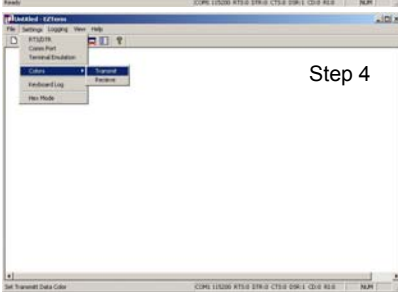 Ready COM1 115200 RTS:0 DTR:0 CTS:0 DSR:1 CD:0 RI:0 NUM
Untitled - EZTerm
File Settings Logging View Help
RTS/DTR
Comm Port
Terminal Emulation
Colors Transmit
Recieve
Keyboard Log
Hex Mode
Step 4
Set Transmitt Data Color COM1 115200 RTS:0 DTR:0 CTS:0 DSR:1 CD:0 RI:0 NUM